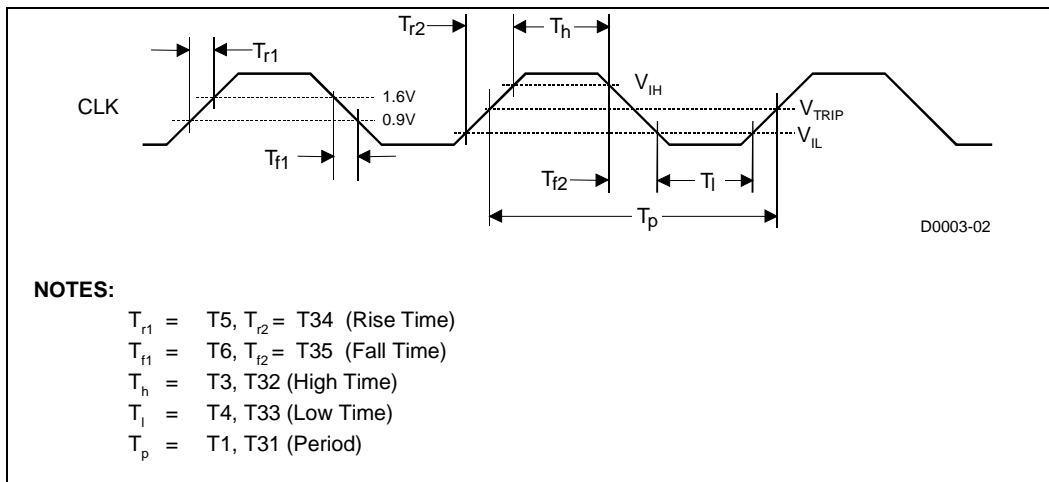 T_r2 T_h
T_r1
V_IH
CLK 1.6V
V_TRIP
0.9V
V_IL
T_f1
T_f2 T_l
T_p
D0003-02
NOTES:
T_r1 = T5, T_r2 = T34 (Rise Time)
T_f1 = T6, T_f2 = T35 (Fall Time)
T_h = T3, T32 (High Time)
T_l = T4, T33 (Low Time)
T_p = T1, T31 (Period)